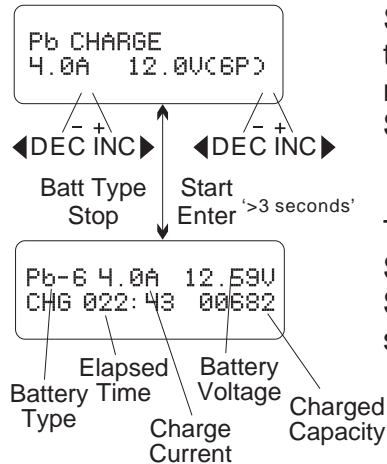 Pb CHARGE
4.0A 12.0V(6P)
- + - +
◀DEC INC▶ ◀DEC INC▶
Batt Type Start
Stop Enter '>3 seconds'
Pb-6 4.0A 12.59V
CHG 022:43 00682
Elapsed Time
Battery Type
Charge Current
Battery Voltage
Charged Capacity